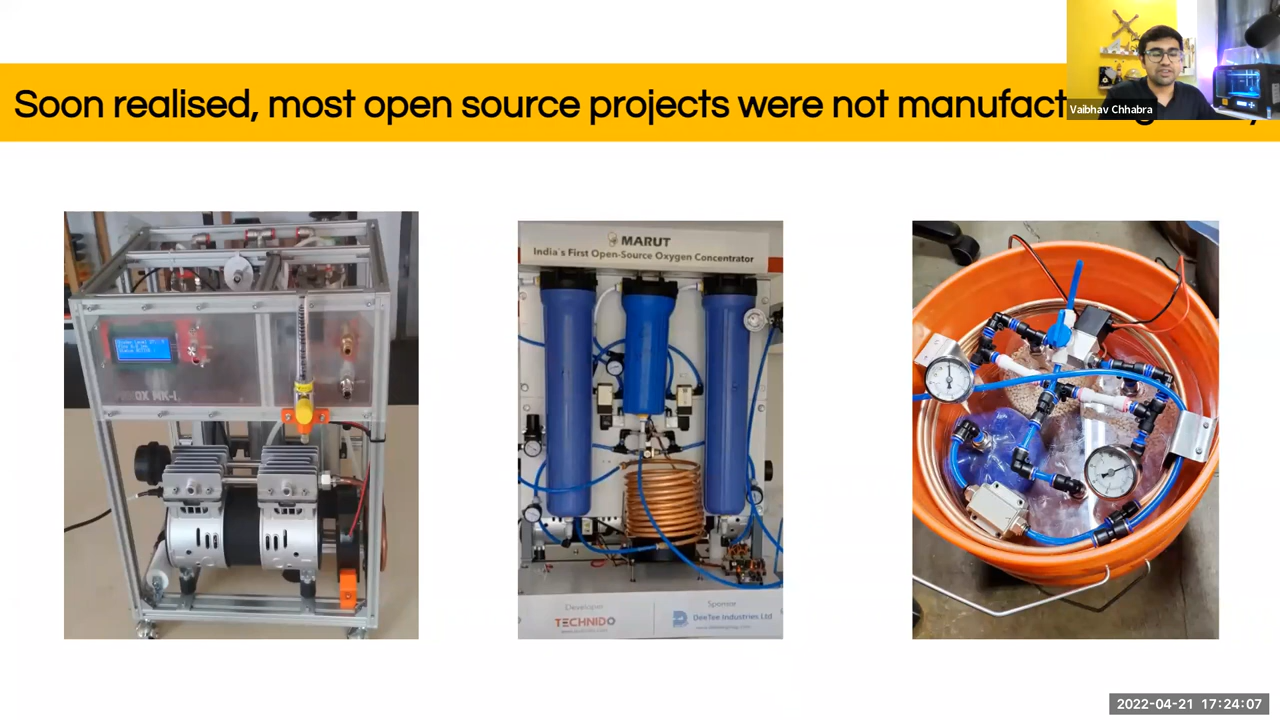 Soon realised, most open source projects were not manufact
Vaibhav Chhabra
MARUT
India's First Open-Source Oxygen Concentrator
Developer
TECHNIDO
DeeTee Industries Ltd
2022-04-21 17:24:07